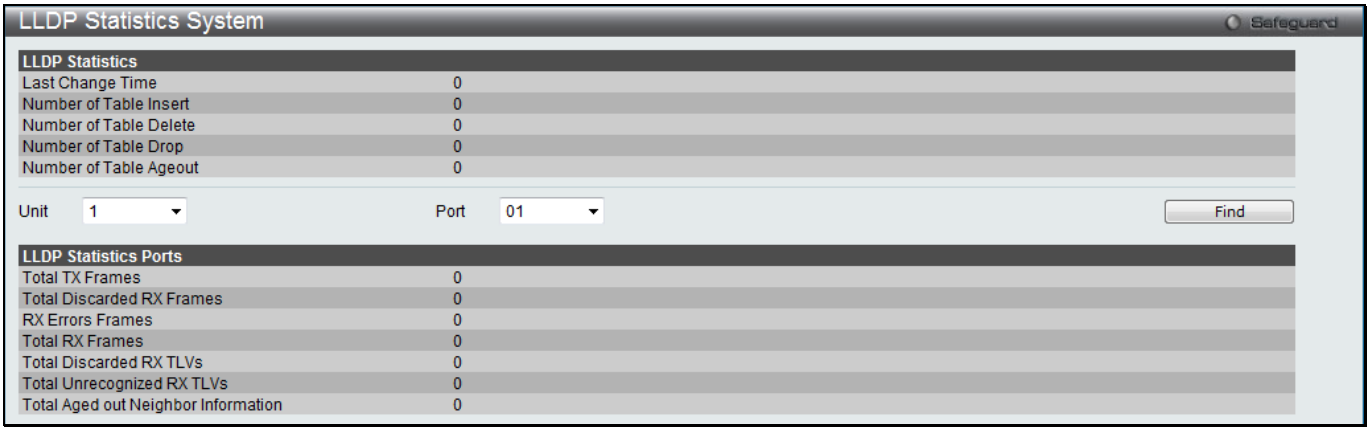 LLDP Statistics System Safeguard
LLDP Statistics
Last Change Time 0
Number of Table Insert 0
Number of Table Delete 0
Number of Table Drop 0
Number of Table Ageout 0
Unit 1 Port 01 Find
LLDP Statistics Ports
Total TX Frames 0
Total Discarded RX Frames 0
RX Errors Frames 0
Total RX Frames 0
Total Discarded RX TLVs 0
Total Unrecognized RX TLVs 0
Total Aged out Neighbor Information 0